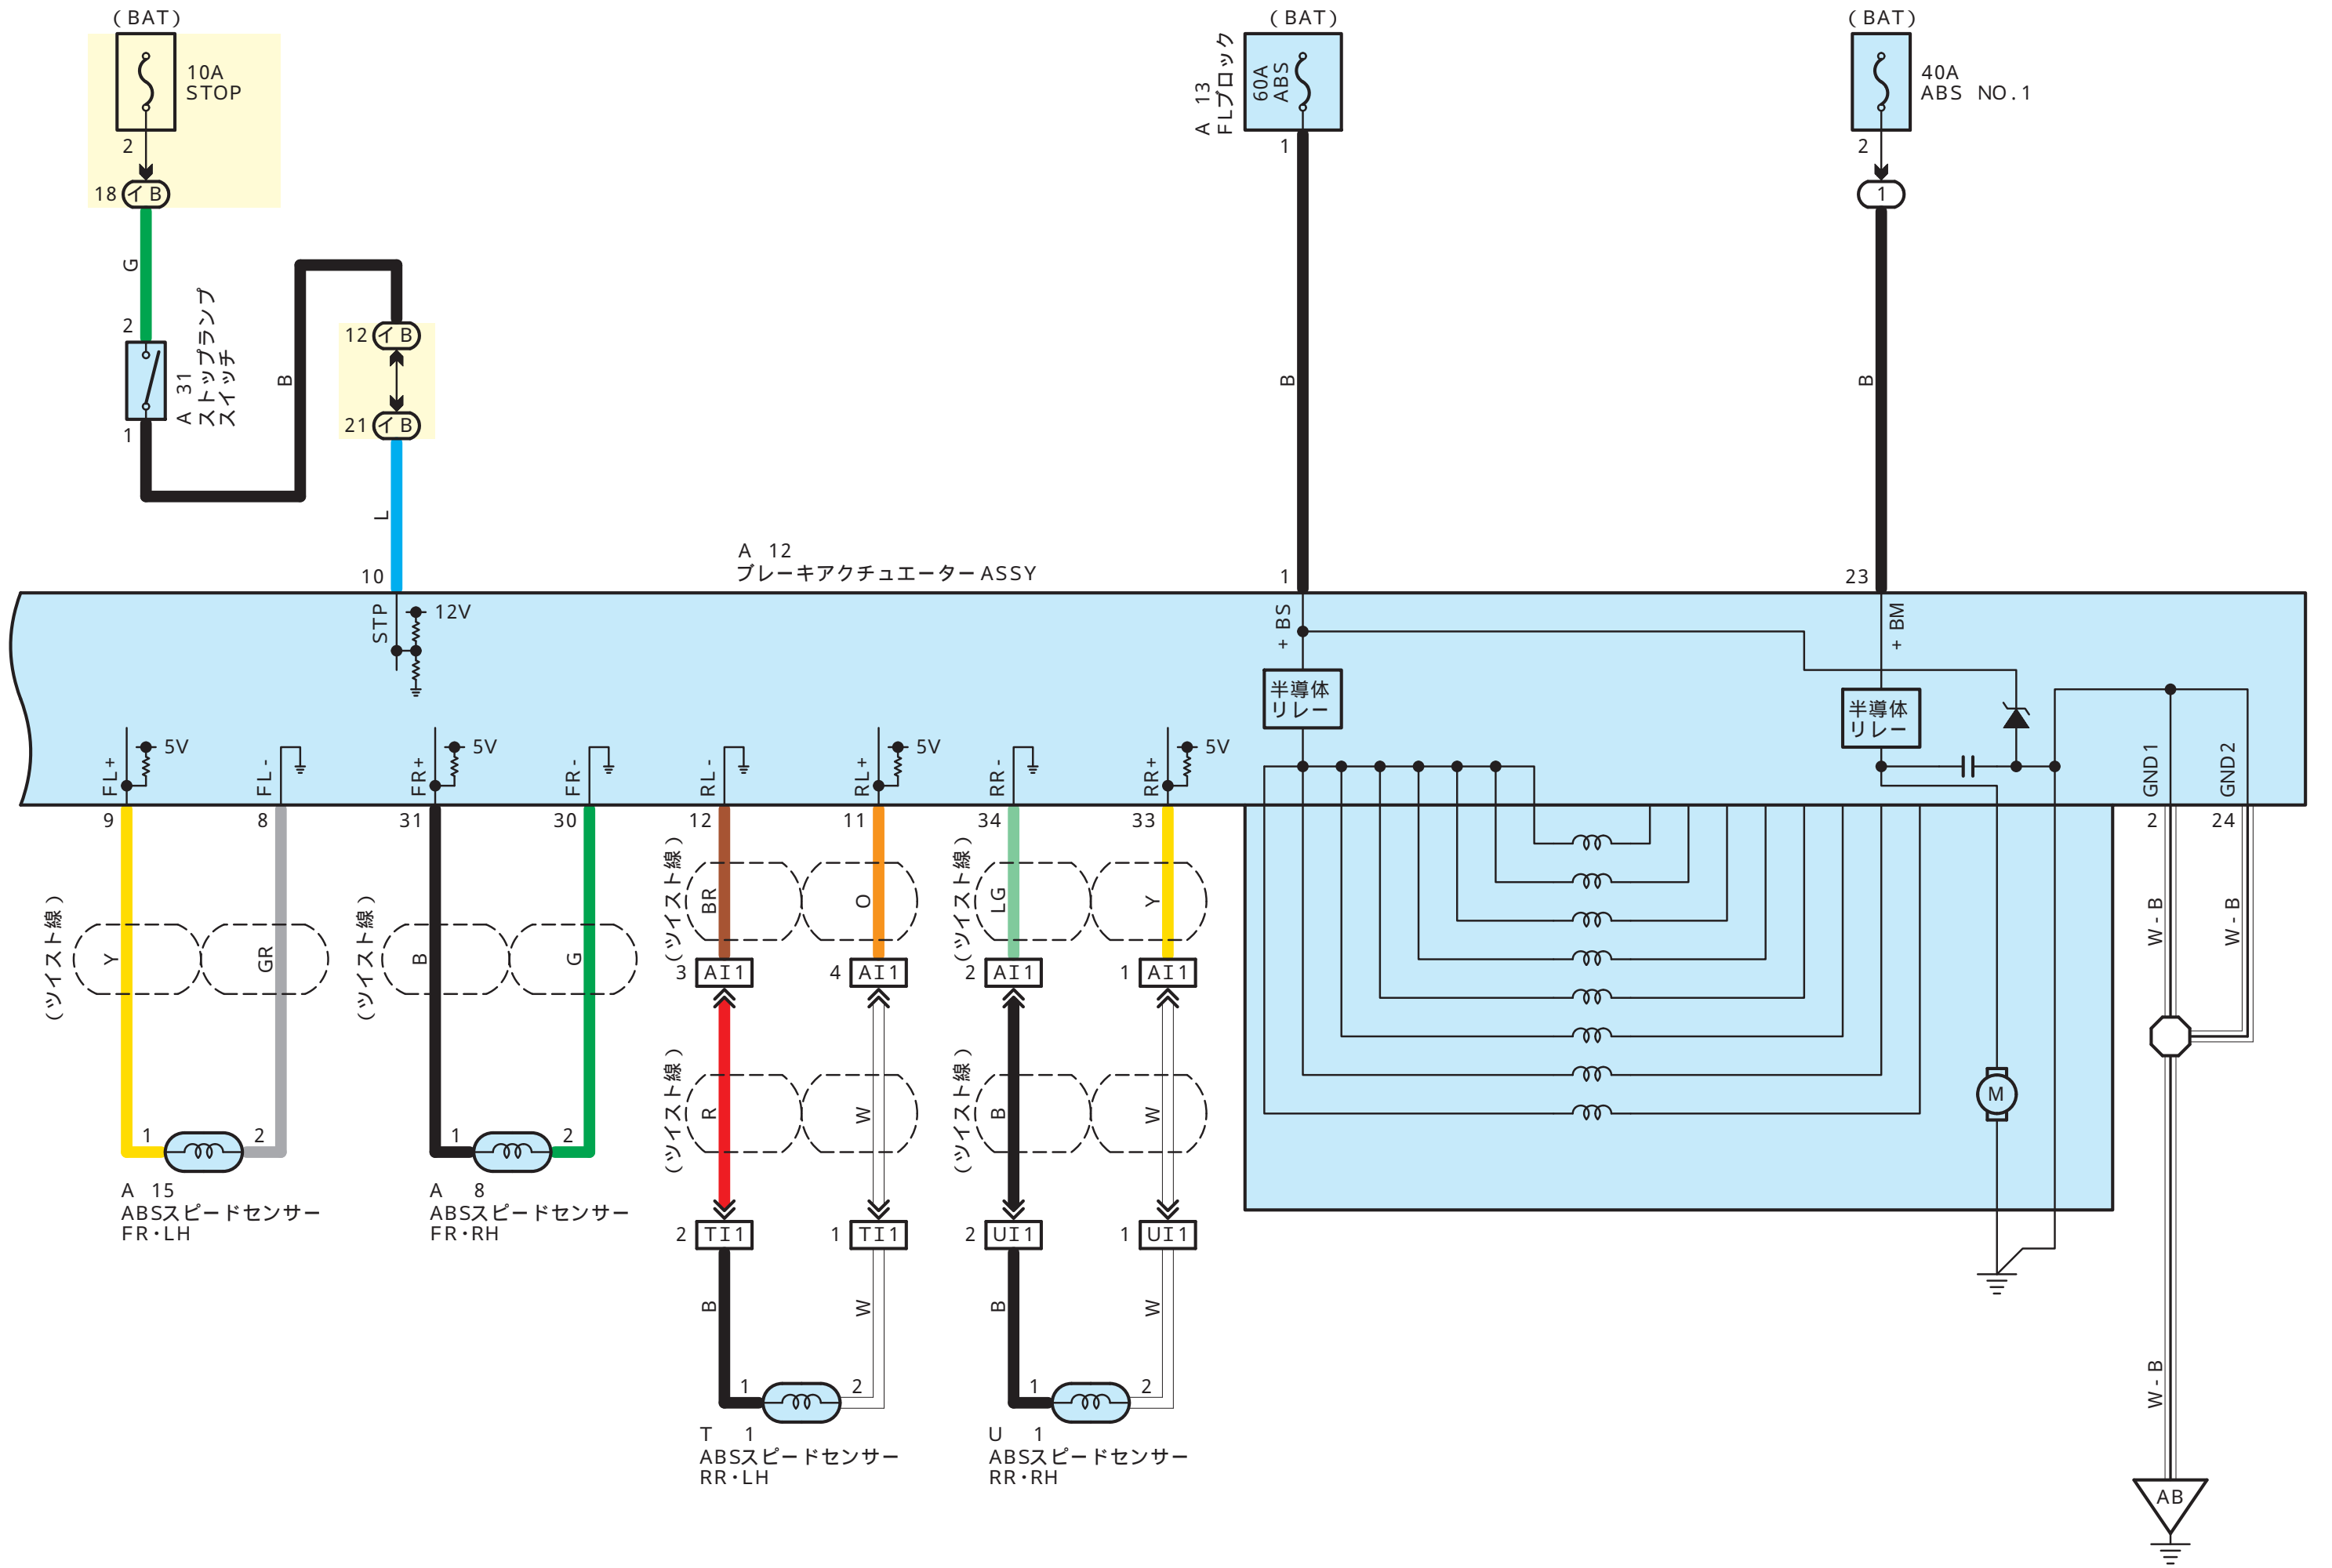 (BAT)
10A
STOP
2
18 イB
G
2
A 31
ストップランプ
スイッチ
1
B
12 イB
21 イB
L
10
(BAT)
A 13
FLブロック
60A
ABS
1
B
1
(BAT)
40A
ABS NO.1
2
1
B
23
A 12
ブレーキアクチュエーターASSY
STP
12V
+ BS
+ BM
半導体
リレー
半導体
リレー
FL+
5V
FL-
FR+
5V
FR-
RL-
RL+
5V
RR-
RR+
5V
GND1
GND2
9
8
31
30
12
11
34
33
2
24
(ツイスト線)
Y
GR
(ツイスト線)
B
G
(ツイスト線)
BR
O
(ツイスト線)
LG
Y
W-B
W-B
3 AI1
4 AI1
2 AI1
1 AI1
(ツイスト線)
R
W
(ツイスト線)
B
W
M
1
2
A 15
ABSスピードセンサー
FR・LH
1
2
A 8
ABSスピードセンサー
FR・RH
2 TI1
1 TI1
2 UI1
1 UI1
B
W
B
W
1
2
T 1
ABSスピードセンサー
RR・LH
1
2
U 1
ABSスピードセンサー
RR・RH
W-B
AB